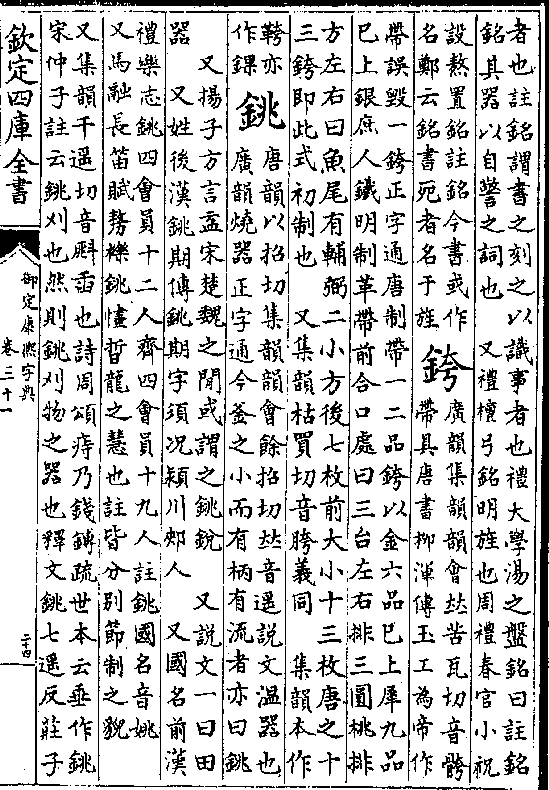 者也註銘謂書之刻之以識事者也禮大學湯之盤銘曰註銘
銘其器以自警之詞也　又禮檀弓銘明旌也周禮春官小祝
設熬置銘註銘今書或作
名鄭云銘書死者名于旌
銙
廣韻集韻韻會𠀤苦瓦切音髁
帶具唐書柳渾傳玉工為帝作
帶誤毀一銙正字通唐制帶一二品銙以金六品巳上犀九品
巳上銀庶人鐵明制革帶前合口處曰三台左右排三圓桃排
方左右曰魚尾有輔弼二小方後七枚前大小十三枚唐之十
三銙即此式初制也　又集韻枯買切音胯義同　集韻本作
䩭亦
作錁
銚
唐韻以招切集韻韻會餘招切𠀤音遥說文溫器也
廣韻燒器正字通今釜之小而有柄有流者亦曰銚
　又揚子方言盂宋楚魏之閒或謂之銚銳　又說文一曰田
器　又姓後漢銚期傳銚期字須況潁川郟人　又國名前漢
禮樂志銚四會員十二人齊四會員十九人註銚國名音姚
又馬融長笛賦䓯䙰銚㦎晳龍之慧也註皆分別節制之貌
又集韻千遥切音㪯臿也詩周頌庤乃錢鎛疏世本云垂作銚
宋仲子註云銚刈也然則銚刈物之器也釋文銚七遥反莊子
欽定四庫全書
御定康熙字典
卷三十一
二十四